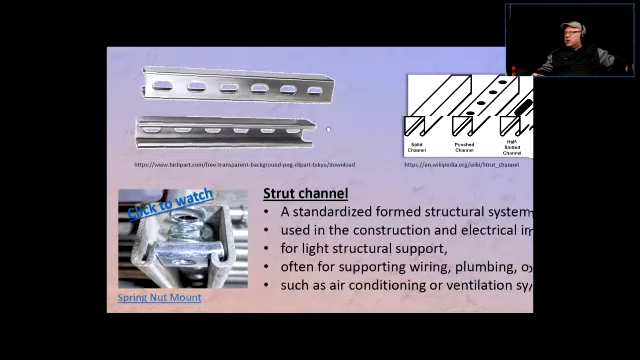 Solid
Channel
Punched
Channel
Half-
Slotted
Channel
https://www.hiclipart.com/free-transparent-background-png-clipart-tskyu/download
https://en.wikipedia.org/wiki/Strut_channel
Click to watch
Spring Nut Mount
Strut channel
• A standardized formed structural system
• used in the construction and electrical in
• for light structural support,
• often for supporting wiring, plumbing, o
• such as air conditioning or ventilation sy